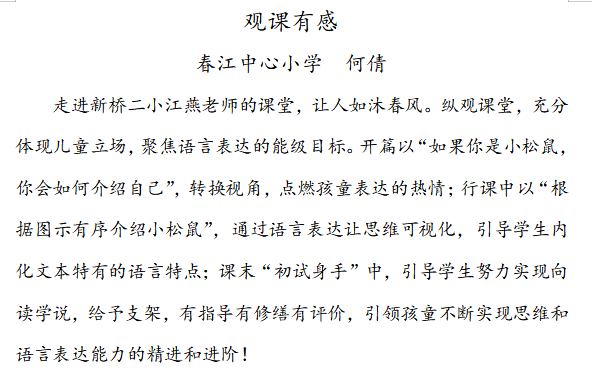 观课有感
春江中心小学 何倩
走进新桥二小江燕老师的课堂，让人如沐春风。纵观课堂，充分
体现儿童立场，聚焦语言表达的能级目标。开篇以“如果你是小松鼠，
你会如何介绍自己”，转换视角，点燃孩童表达的热情；行课中以“根
据图示有序介绍小松鼠”，通过语言表达让思维可视化，引导学生内
化文本特有的语言特点；课末“初试身手”中，引导学生努力实现向
读学说，给予支架，有指导有修缮有评价，引领孩童不断实现思维和
语言表达能力的精进和进阶！